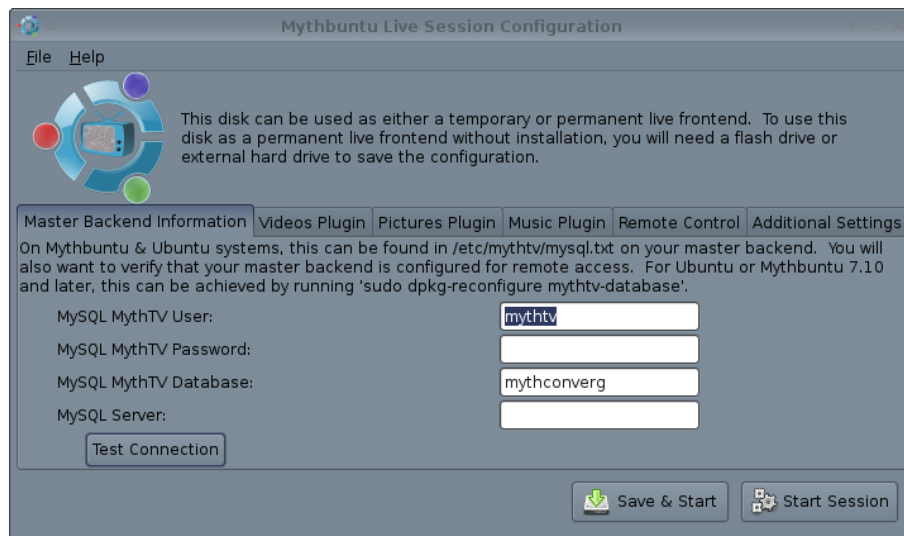 Mythbuntu Live Session Configuration
File Help
This disk can be used as either a temporary or permanent live frontend. To use this
disk as a permanent live frontend without installation, you will need a flash drive or
external hard drive to save the configuration.
Master Backend Information Videos Plugin Pictures Plugin Music Plugin Remote Control Additional Settings
On Mythbuntu & Ubuntu systems, this can be found in /etc/mythtv/mysql.txt on your master backend. You will
also want to verify that your master backend is configured for remote access. For Ubuntu or Mythbuntu 7.10
and later, this can be achieved by running 'sudo dpkg-reconfigure mythtv-database'.
MySQL MythTV User: mythtv
MySQL MythTV Password:
MySQL MythTV Database: mythconverg
MySQL Server:
Test Connection
Save & Start Start Session